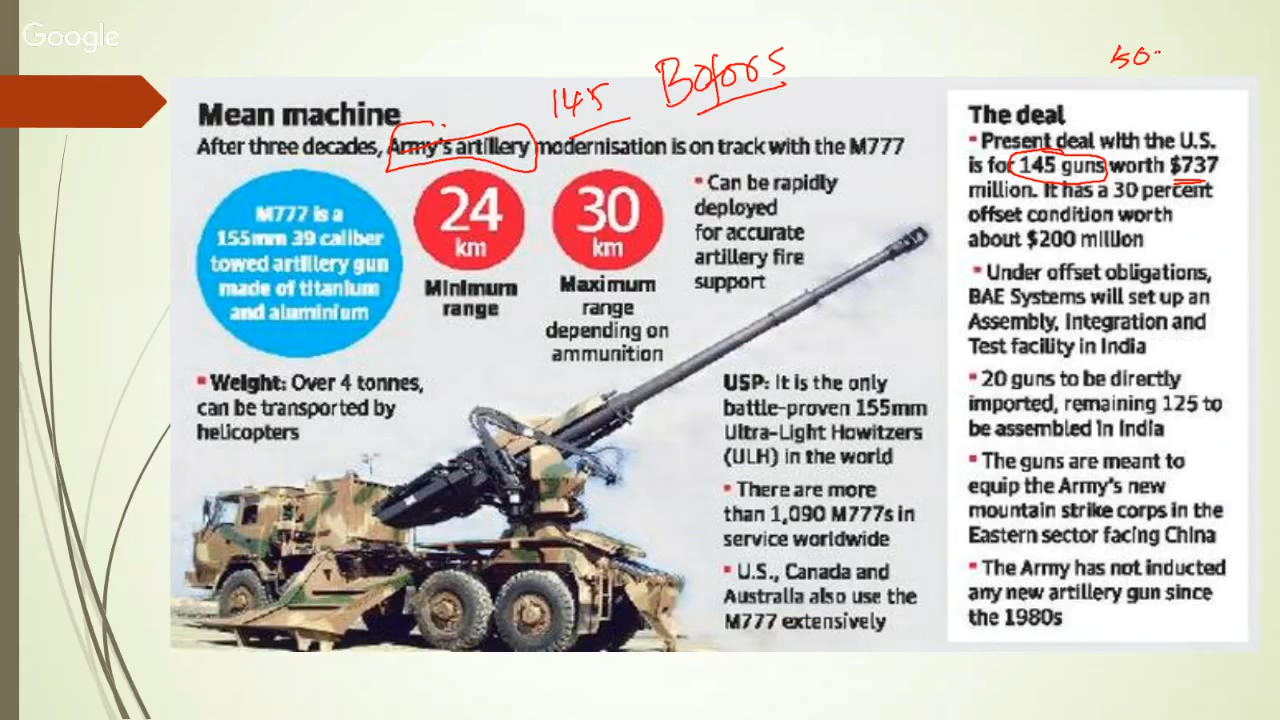 Google
50
145 Bofors
Mean machine
After three decades, Army's artillery modernisation is on track with the M777
M777 is a
155mm 39 caliber
towed artillery gun
made of titanium
and aluminium
24
km
Minimum
range
30
km
Maximum
range
depending on
ammunition
▪ Can be rapidly
deployed
for accurate
artillery fire
support
▪ Weight: Over 4 tonnes,
can be transported by
helicopters
USP: It is the only
battle-proven 155mm
Ultra-Light Howitzers
(ULH) in the world
▪ There are more
than 1,090 M777s in
service worldwide
▪ U.S., Canada and
Australia also use the
M777 extensively
The deal
▪ Present deal with the U.S.
is for 145 guns worth $737
million. It has a 30 percent
offset condition worth
about $200 million
▪ Under offset obligations,
BAE Systems will set up an
Assembly, Integration and
Test facility in India
▪ 20 guns to be directly
imported, remaining 125 to
be assembled in India
▪ The guns are meant to
equip the Army's new
mountain strike corps in the
Eastern sector facing China
▪ The Army has not inducted
any new artillery gun since
the 1980s